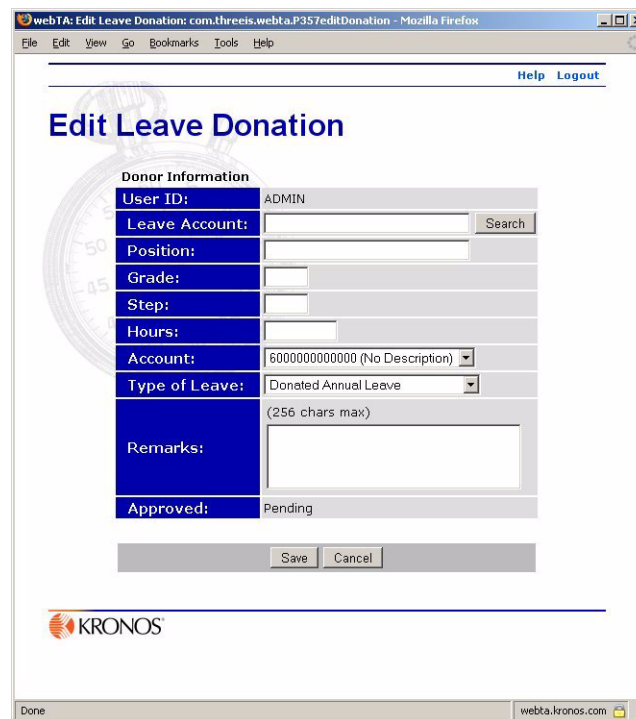 webTA: Edit Leave Donation: com.threeis.webta.P357editDonation - Mozilla Firefox
File Edit View Go Bookmarks Tools Help
Help Logout
Edit Leave Donation
Donor Information
User ID: ADMIN
Leave Account: Search
Position:
Grade:
Step:
Hours:
Account: 6000000000000 (No Description)
Type of Leave: Donated Annual Leave
(256 chars max)
Remarks:
Approved: Pending
Save Cancel
KRONOS
Done webta.kronos.com